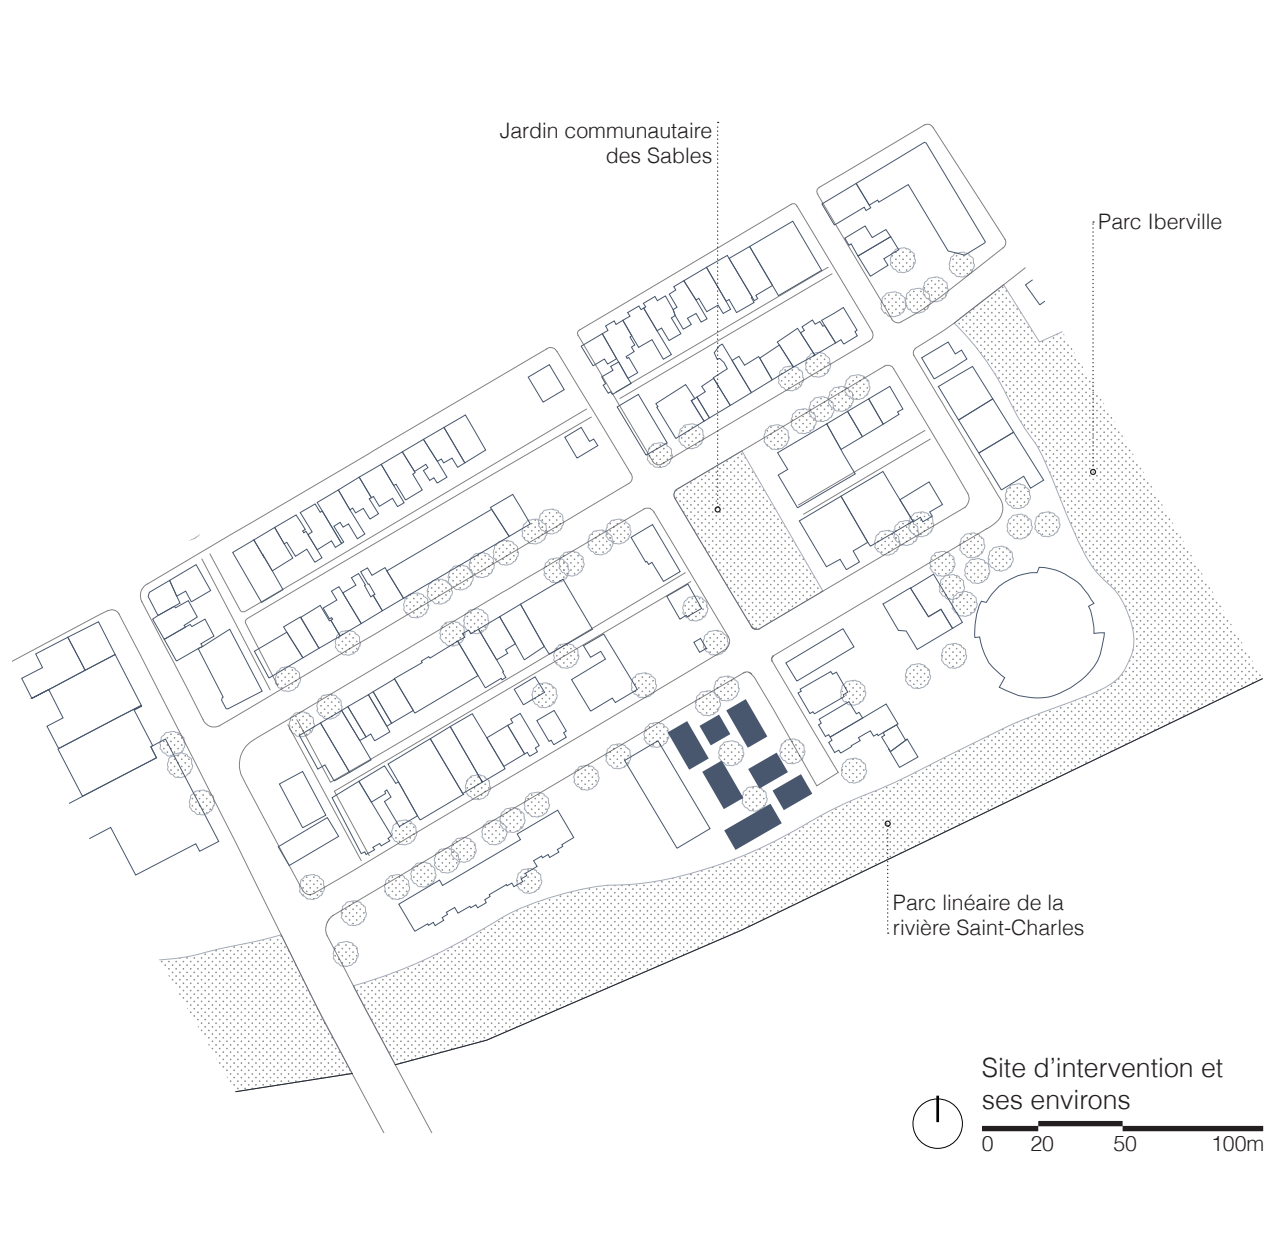 Jardin communautaire
des Sables
Parc Iberville
Parc linéaire de la
rivière Saint-Charles
Site d’intervention et
ses environs
0 20 50 100m